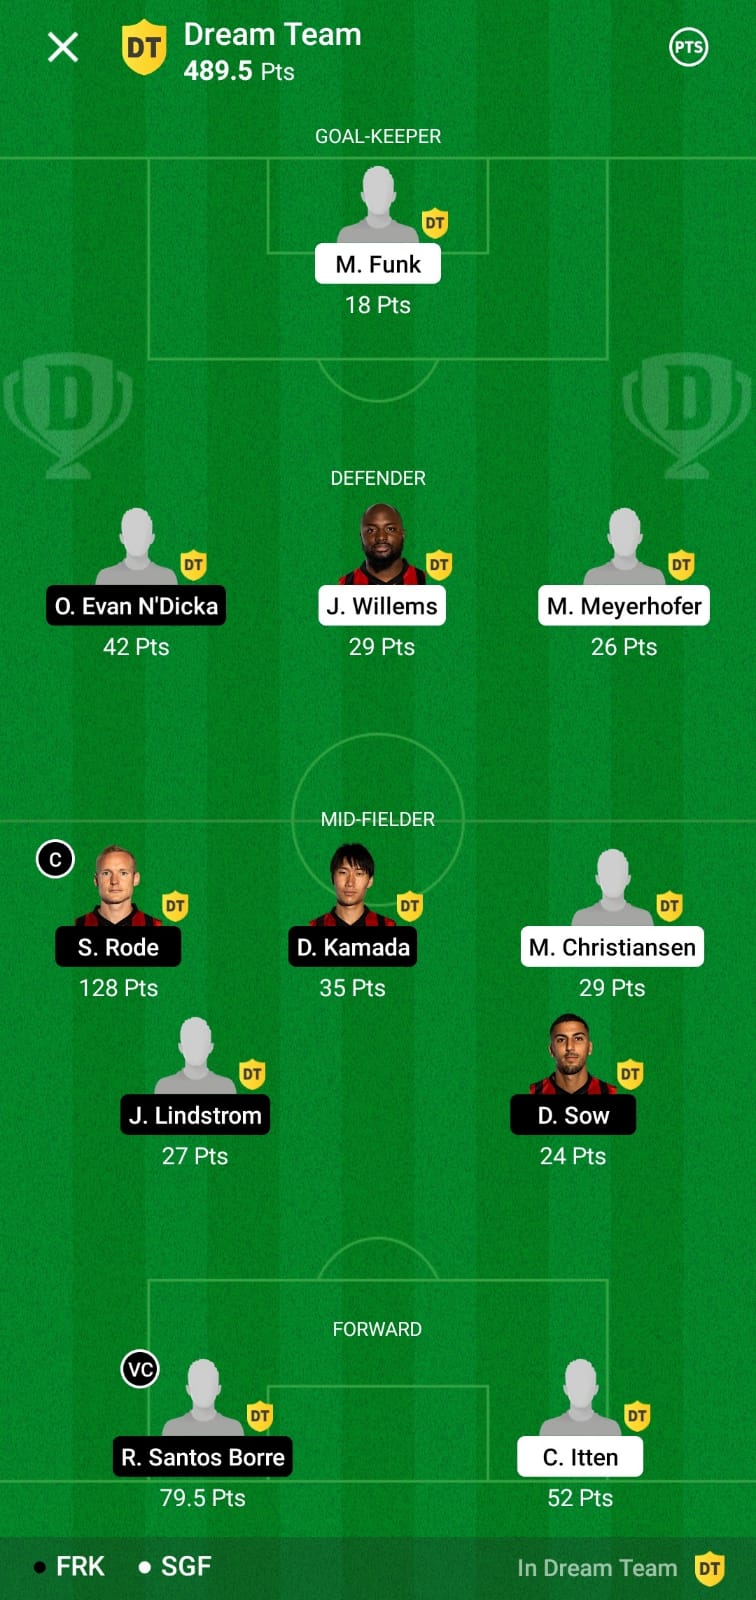 DT
Dream Team
489.5 Pts
PTS
GOAL-KEEPER
DT
M. Funk
18 Pts
D
D
DEFENDER
DT
DT
DT
O. Evan N'Dicka
J. Willems
M. Meyerhofer
42 Pts
29 Pts
26 Pts
MID-FIELDER
C
DT
DT
DT
S. Rode
D. Kamada
M. Christiansen
128 Pts
35 Pts
29 Pts
DT
DT
J. Lindstrom
D. Sow
27 Pts
24 Pts
FORWARD
VC
DT
DT
R. Santos Borre
C. Itten
79.5 Pts
52 Pts
FRK
SGF
In Dream Team
DT